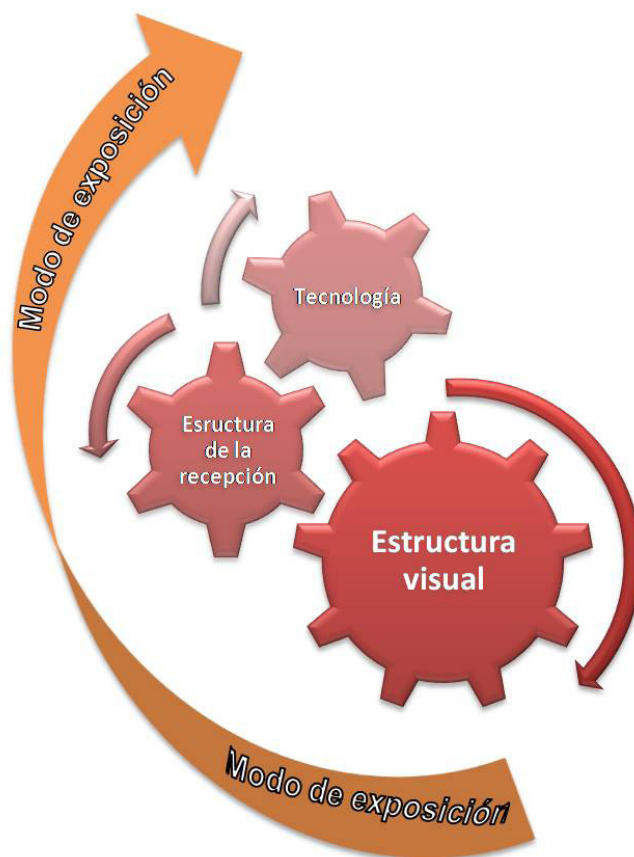 Modo de exposición
Tecnología
Esructura
de la
recepción
Estructura
visual
Modo de exposición